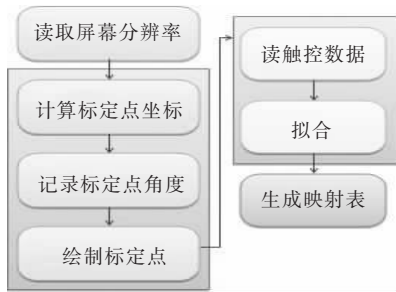 读取屏幕分辨率
计算标定点坐标
记录标定点角度
绘制标定点
读触控数据
拟合
生成映射表